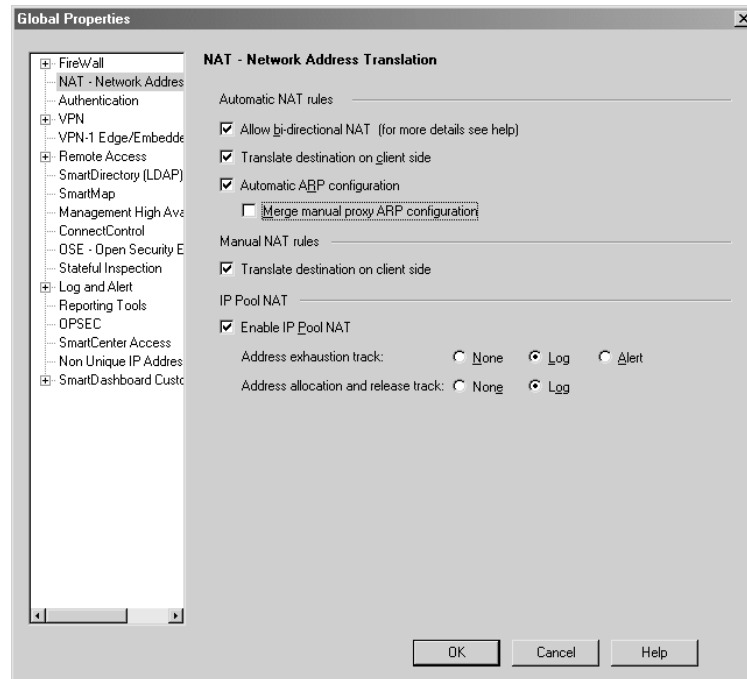 Global Properties
FireWall
NAT - Network Addres
Authentication
VPN
VPN-1 Edge/Embedde
Remote Access
SmartDirectory (LDAP)
SmartMap
Management High Ava
ConnectControl
OSE - Open Security E
Stateful Inspection
Log and Alert
Reporting Tools
OPSEC
SmartCenter Access
Non Unique IP Addres
SmartDashboard Custo
NAT - Network Address Translation
Automatic NAT rules
Allow bi-directional NAT (for more details see help)
Translate destination on client side
Automatic ARP configuration
Merge manual proxy ARP configuration
Manual NAT rules
Translate destination on client side
IP Pool NAT
Enable IP Pool NAT
Address exhaustion track: None Log Alert
Address allocation and release track: None Log
OK Cancel Help